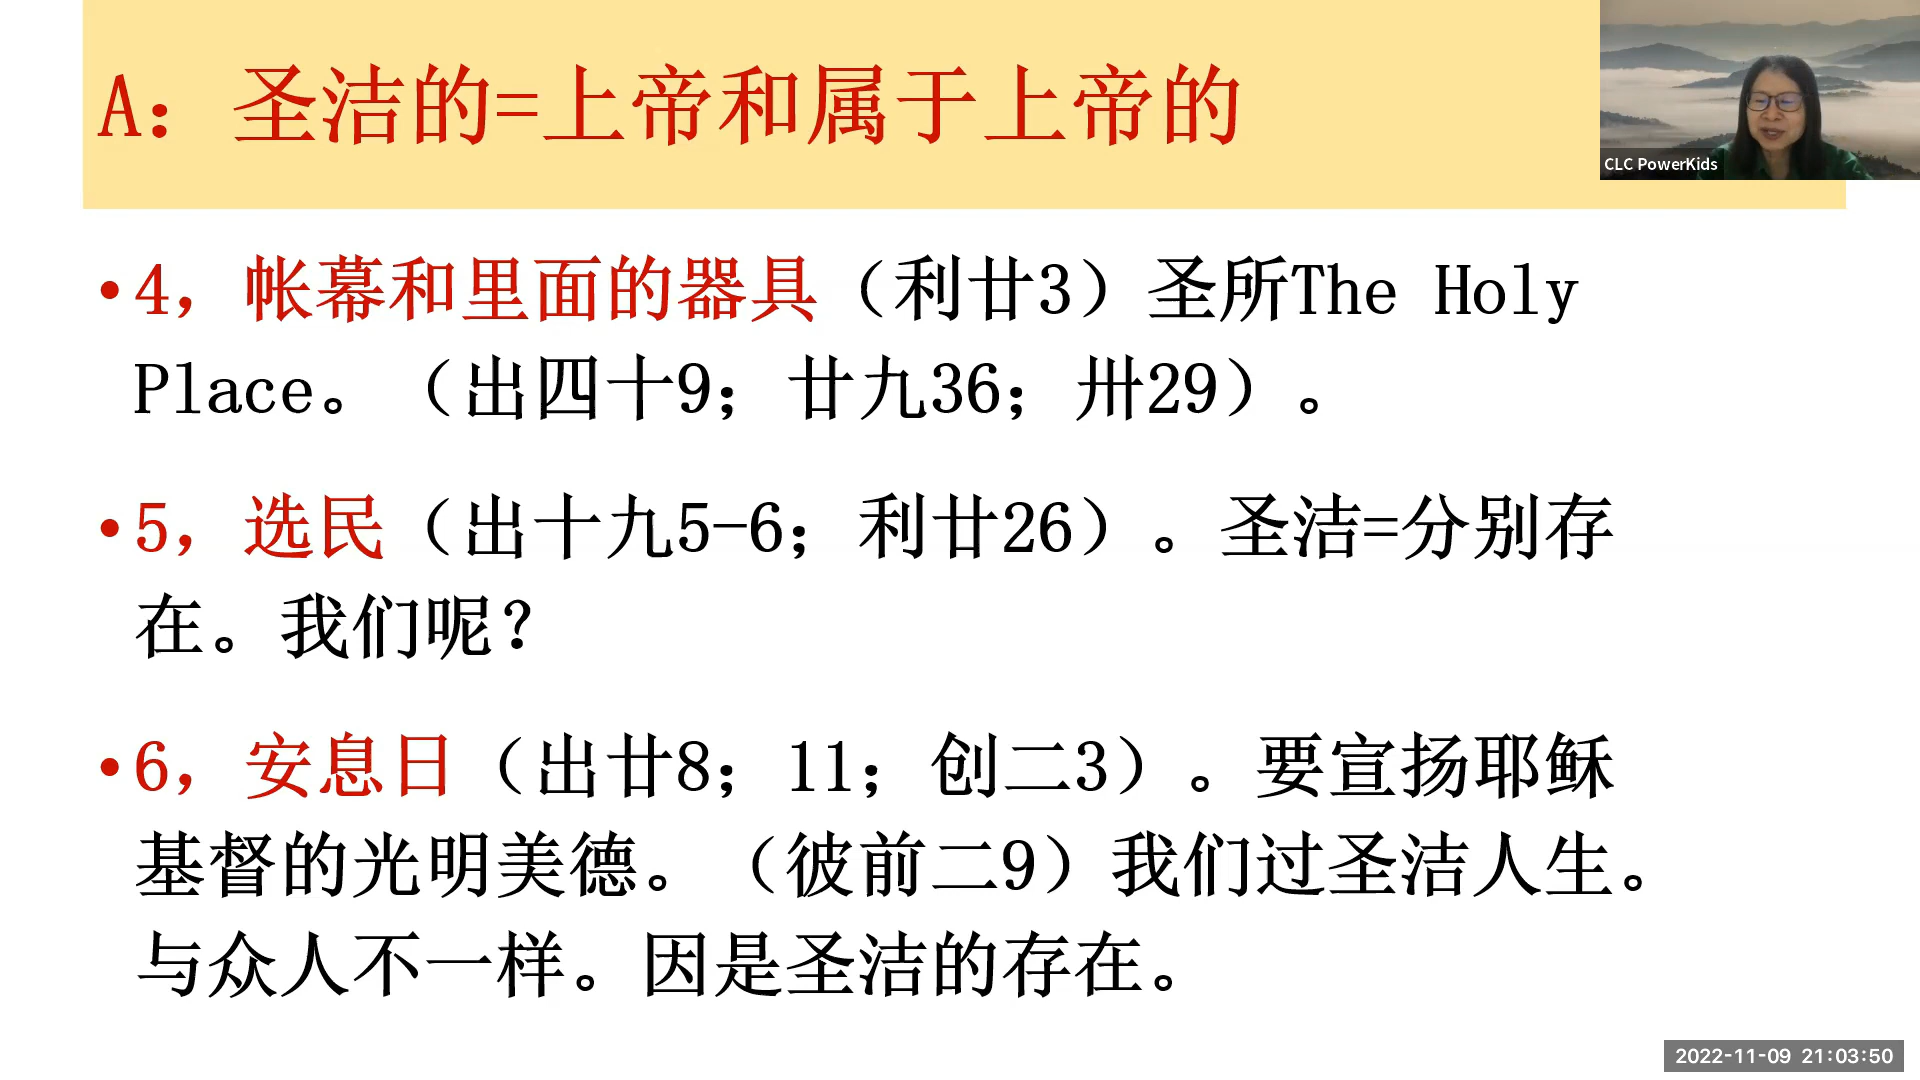 A：圣洁的=上帝和属于上帝的
CLC PowerKids
•4，帐幕和里面的器具（利廿3）圣所The Holy
Place。（出四十9；廿九36；卅29）。
•5，选民（出十九5-6；利廿26）。圣洁=分别存
在。我们呢？
•6，安息日（出廿8；11；创二3）。要宣扬耶稣
基督的光明美德。（彼前二9）我们过圣洁人生。
与众人不一样。因是圣洁的存在。
2022-11-09 21:03:50